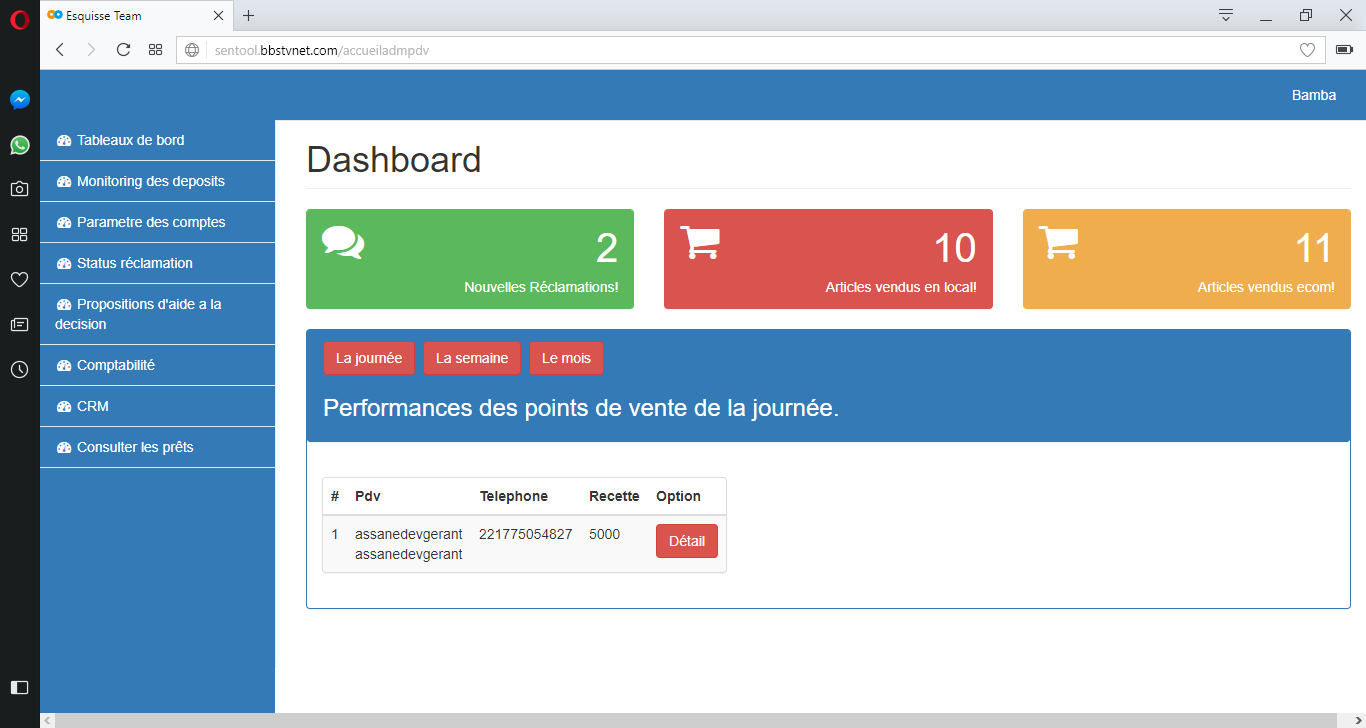 Esquisse Team
sentool.bbstvnet.com/accueiladmpdv
Bamba
Tableaux de bord
Monitoring des deposits
Parametre des comptes
Status réclamation
Propositions d'aide a la
decision
Comptabilité
CRM
Consulter les prêts
Dashboard
2
Nouvelles Réclamations!
10
Articles vendus en local!
11
Articles vendus ecom!
La journée La semaine Le mois
Performances des points de vente de la journée.
# Pdv Telephone Recette Option
1 assanedevgerant 221775054827 5000 Détail
assanedevgerant